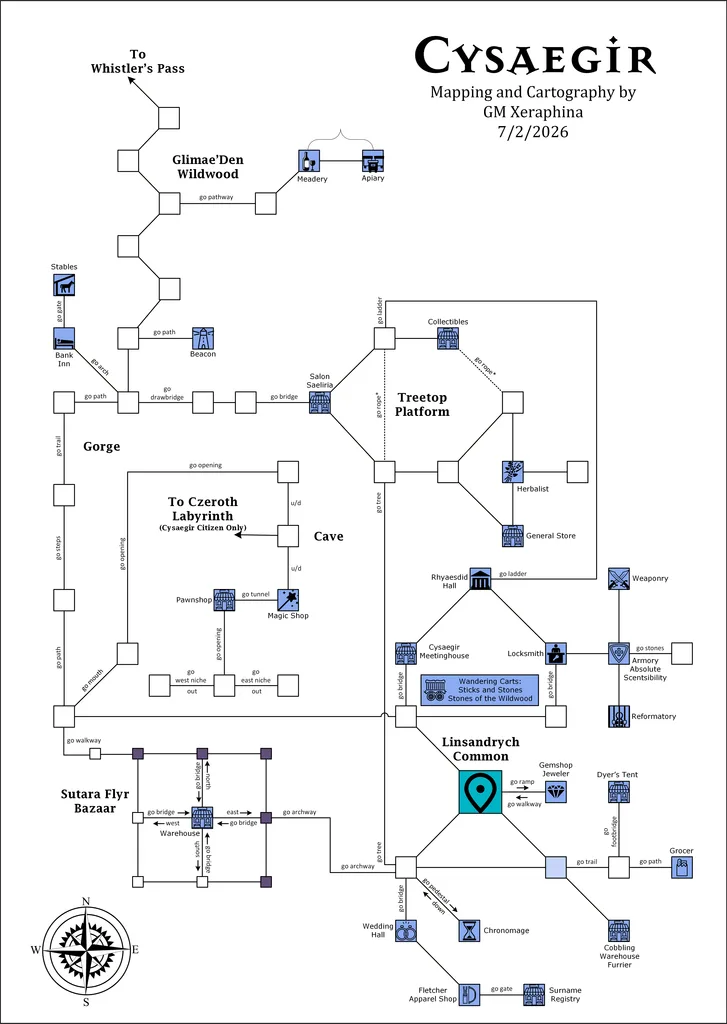 Cysaegir
Mapping and Cartography by
GM Xeraphina
7/2/2026
To
Whistler's Pass
Glimae'Den
Wildwood
Meadery
Apiary
go pathway
Stables
go gate
Bank
Inn
go arch
go path
Beacon
go path
go
drawbridge
go bridge
Salon
Saeliria
go ladder
Collectibles
go rope*
go rope*
Treetop
Platform
Herbalist
General Store
go tree
go trail
Gorge
go steps
go path
go opening
go opening
u/d
To Czeroth
Labyrinth
(Cysaegir Citizen Only)
Cave
u/d
Pawnshop
go tunnel
Magic Shop
go opening
go
west niche
out
go
east niche
out
go mouth
Rhyaesdid
Hall
go ladder
Weaponry
Cysaegir
Meetinghouse
Locksmith
go stones
Armory
Absolute
Scentsibility
go bridge
go bridge
Wandering Carts:
Sticks and Stones
Stones of the Wildwood
Reformatory
go walkway
Linsandrych
Common
Sutara Flyr
Bazaar
go bridge
north
go bridge
west
east
go bridge
Warehouse
south
go bridge
go archway
go archway
go tree
go ramp
go walkway
Gemshop
Jeweler
Dyer's Tent
go
footbridge
go trail
go path
Grocer
go bridge
go pedestal
down
Wedding
Hall
Chronomage
Cobbling
Warehouse
Furrier
Fletcher
Apparel Shop
go gate
Surname
Registry
N
W
E
S